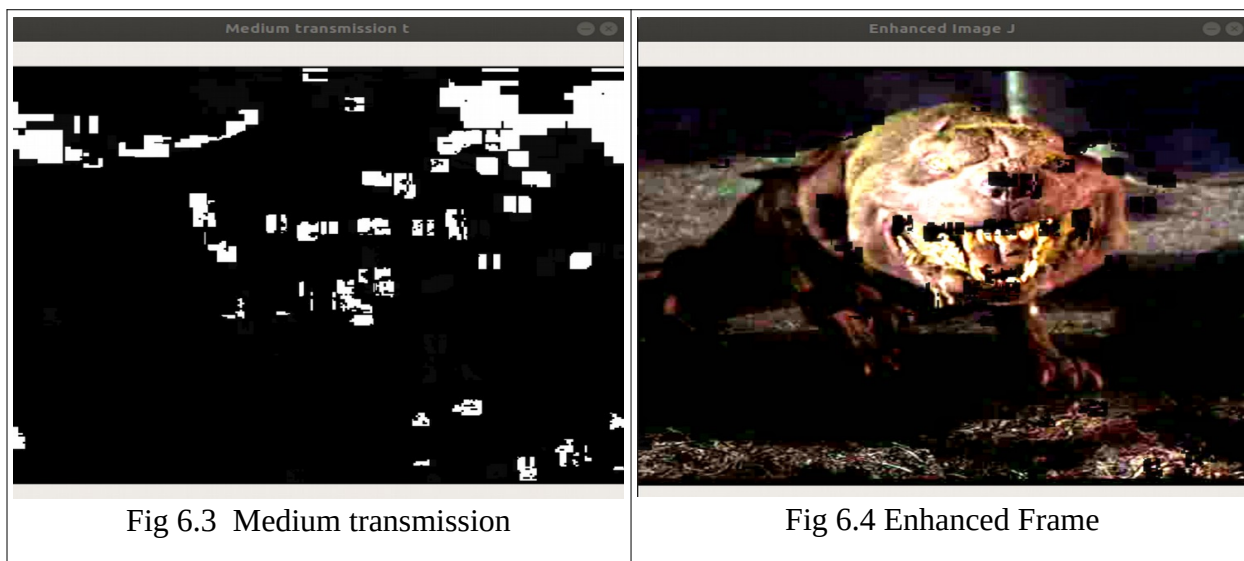 Medium transmission t
Enhanced Image J
Fig 6.3 Medium transmission
Fig 6.4 Enhanced Frame